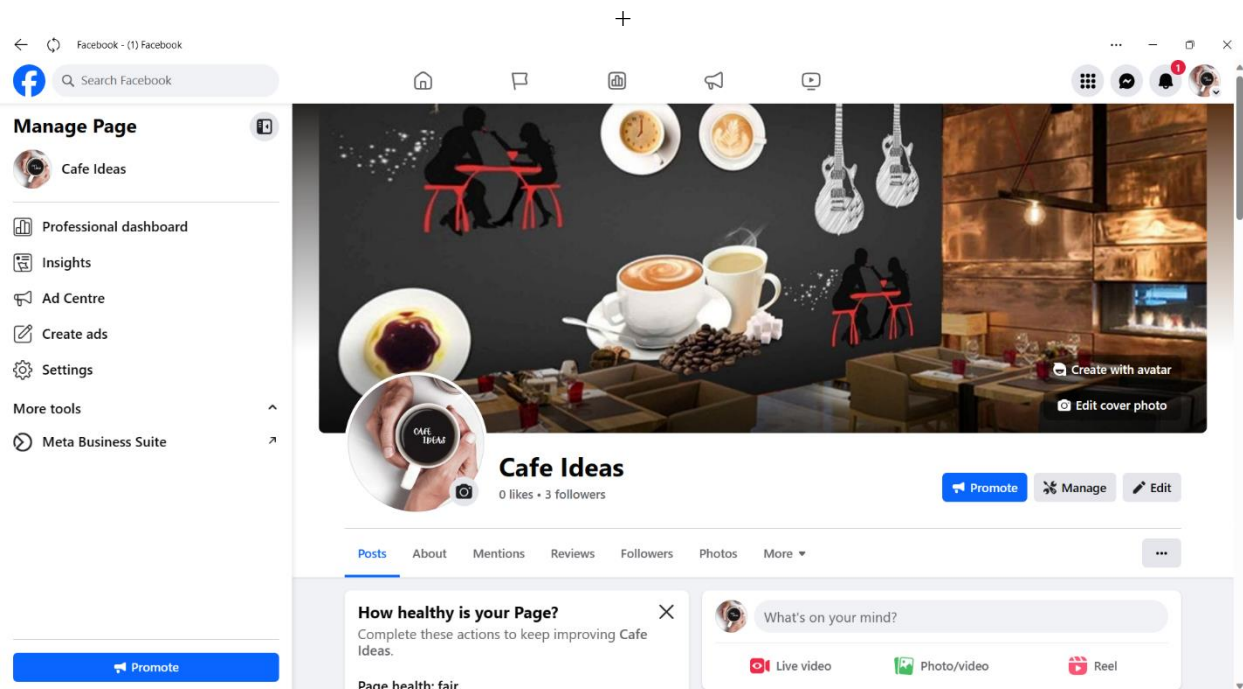 Facebook - (1) Facebook
Search Facebook
1
Manage Page
Cafe Ideas
Professional dashboard
Insights
Ad Centre
Create ads
Settings
More tools
Meta Business Suite
Promote
Create with avatar
Edit cover photo
CAFE
IDEAS
Cafe Ideas
0 likes • 3 followers
Promote
Manage
Edit
Posts
About
Mentions
Reviews
Followers
Photos
More
How healthy is your Page?
Complete these actions to keep improving Cafe
Ideas.
Page health: fair
What's on your mind?
Live video
Photo/video
Reel